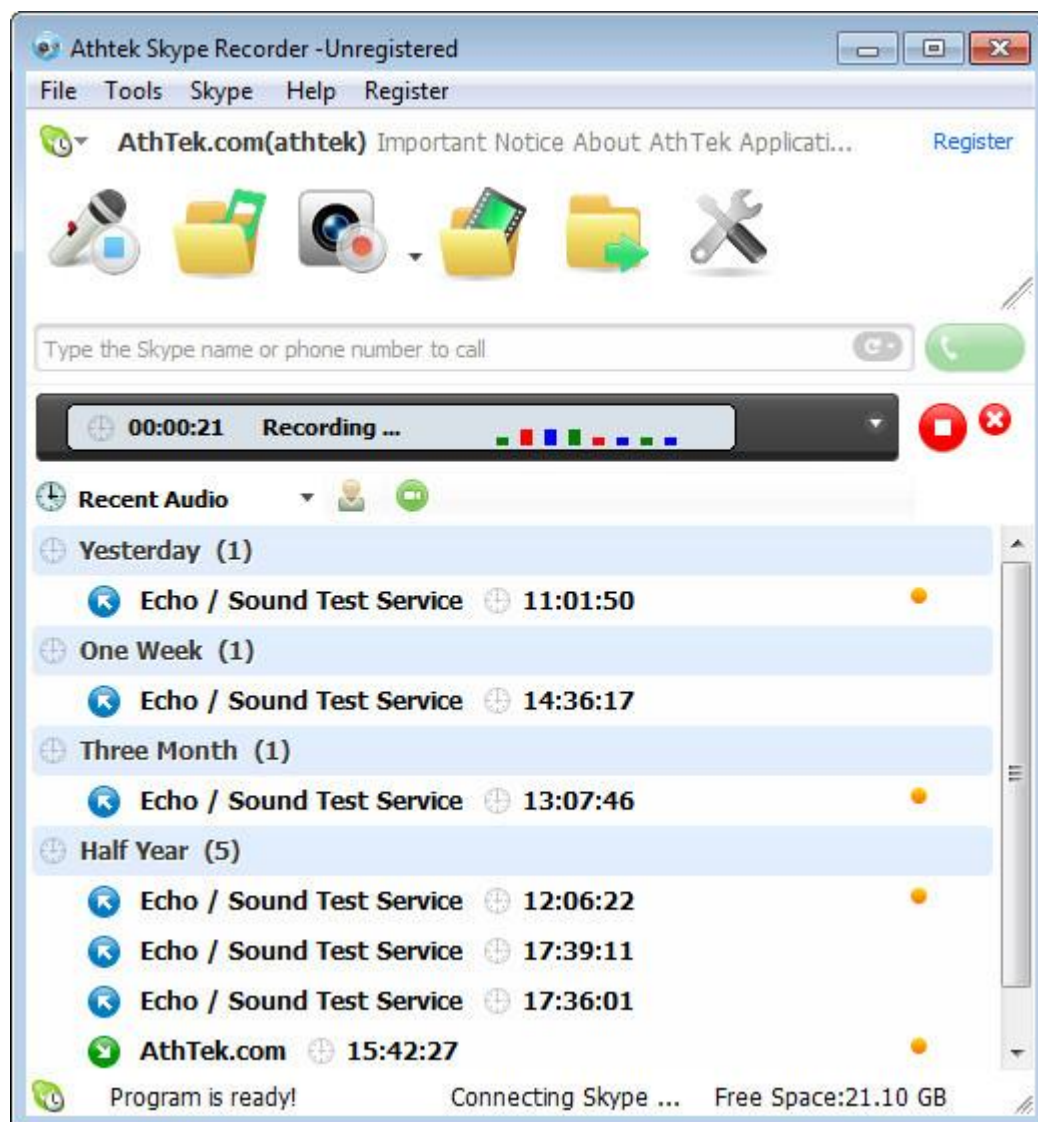 Athtek Skype Recorder -Unregistered
File Tools Skype Help Register
AthTek.com(athtek) Important Notice About AthTek Applicati... Register
Type the Skype name or phone number to call
00:00:21 Recording ...
Recent Audio
Yesterday (1)
Echo / Sound Test Service 11:01:50
One Week (1)
Echo / Sound Test Service 14:36:17
Three Month (1)
Echo / Sound Test Service 13:07:46
Half Year (5)
Echo / Sound Test Service 12:06:22
Echo / Sound Test Service 17:39:11
Echo / Sound Test Service 17:36:01
AthTek.com 15:42:27
Program is ready! Connecting Skype ... Free Space:21.10 GB